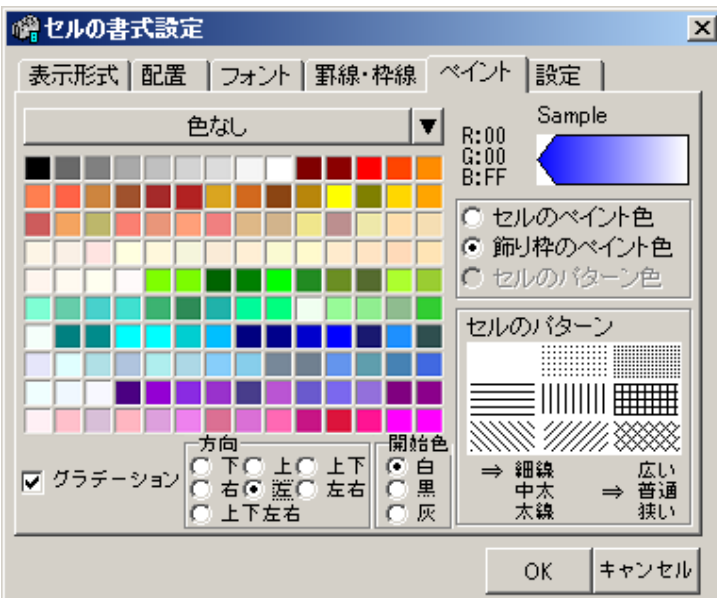 セルの書式設定
表示形式 配置 フォント 罫線・枠線 ペイント 設定
色なし
R:00
G:00
B:FF
Sample
セルのペイント色
飾り枠のペイント色
セルのパターン色
セルのパターン
⇒ 細線 広い
中太 ⇒ 普通
太線 狭い
グラデーション
方向
下 上 上下
右 左 左右
上下左右
開始色
白
黒
灰
OK キャンセル